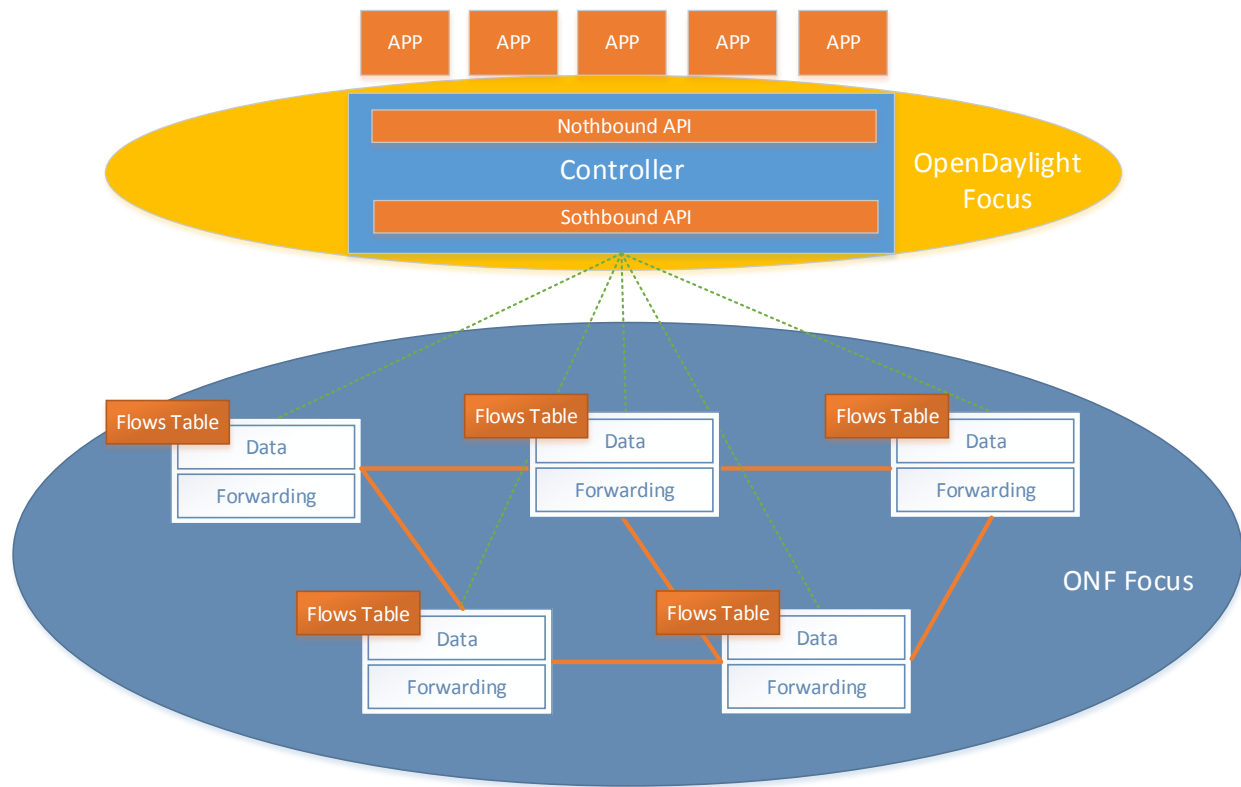 APP
APP
APP
APP
APP
Nothbound API
Controller
Sothbound API
OpenDaylight
Focus
Flows Table
Data
Forwarding
Flows Table
Data
Forwarding
Flows Table
Data
Forwarding
ONF Focus
Flows Table
Data
Forwarding
Flows Table
Data
Forwarding